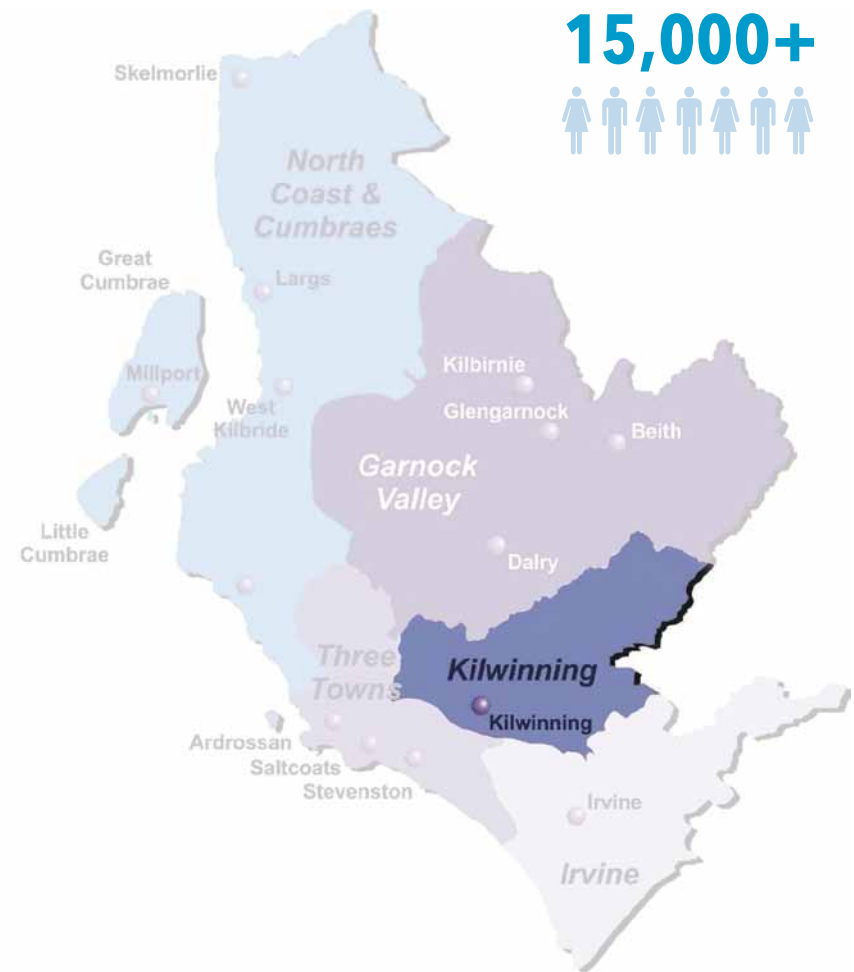 15,000+
Skelmorlie
North
Coast &
Cumbraes
Great
Cumbrae
Largs
Millport
West
Kilbride
Kilbirnie
Glengarnock
Beith
Garnock
Valley
Little
Cumbrae
Dalry
Three
Towns
Kilwinning
Kilwinning
Ardrossan
Saltcoats
Stevenston
Irvine
Irvine